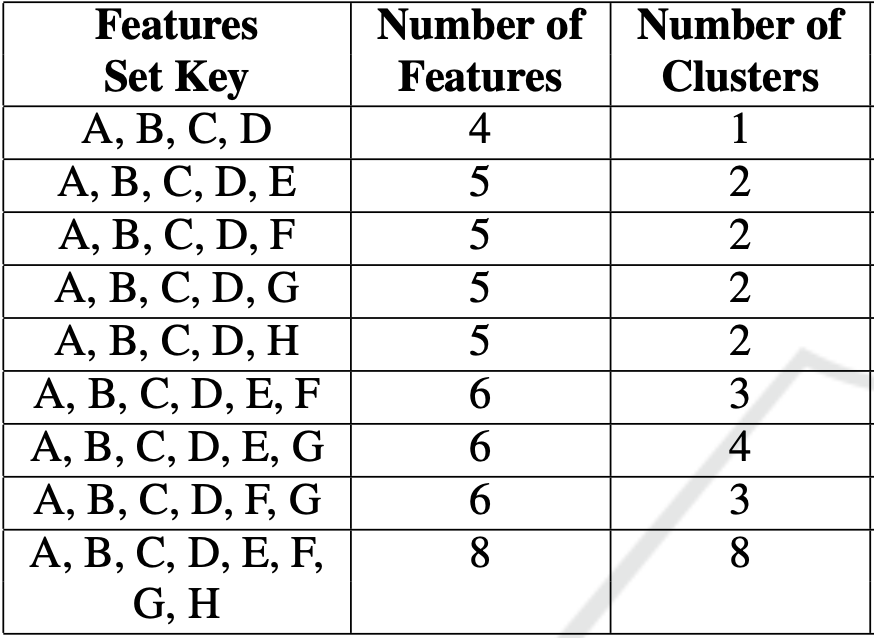 Features Set Key Number of Features Number of Clusters
A, B, C, D 4 1
A, B, C, D, E 5 2
A, B, C, D, F 5 2
A, B, C, D, G 5 2
A, B, C, D, H 5 2
A, B, C, D, E, F 6 3
A, B, C, D, E, G 6 4
A, B, C, D, F, G 6 3
A, B, C, D, E, F, 8 8
G, H